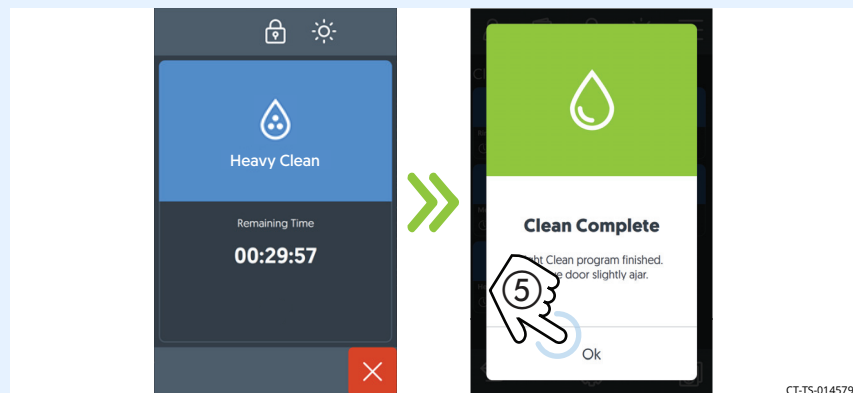 Heavy Clean
Remaining Time
00:29:57
Clean Complete
Clean program finished.
door slightly ajar.
5
Ok
CT-TS-014579